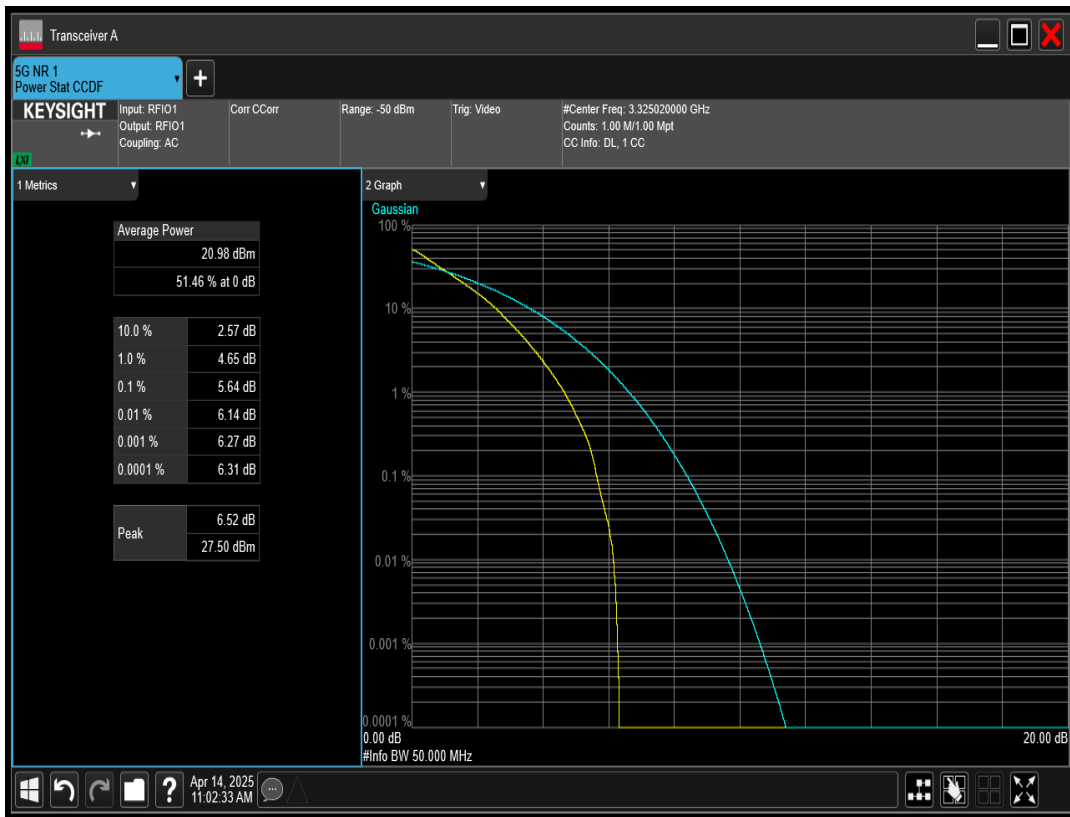 Transceiver A
5G NR 1
Power Stat CCDF
+
KEYSIGHT
LXI
Input: RFIO1
Output: RFIO1
Coupling: AC
Corr CCorr
Range: -50 dBm
Trig: Video
#Center Freq: 3.325020000 GHz
Counts: 1.00 M/1.00 Mpt
CC Info: DL, 1 CC
1 Metrics
Average Power
20.98 dBm
51.46 % at 0 dB
10.0 % 2.57 dB
1.0 % 4.65 dB
0.1 % 5.64 dB
0.01 % 6.14 dB
0.001 % 6.27 dB
0.0001 % 6.31 dB
Peak 6.52 dB
27.50 dBm
2 Graph
Gaussian
100 %
10 %
1 %
0.1 %
0.01 %
0.001 %
0.0001 %
0.00 dB 20.00 dB
#Info BW 50.000 MHz
?
Apr 14, 2025
11:02:33 AM